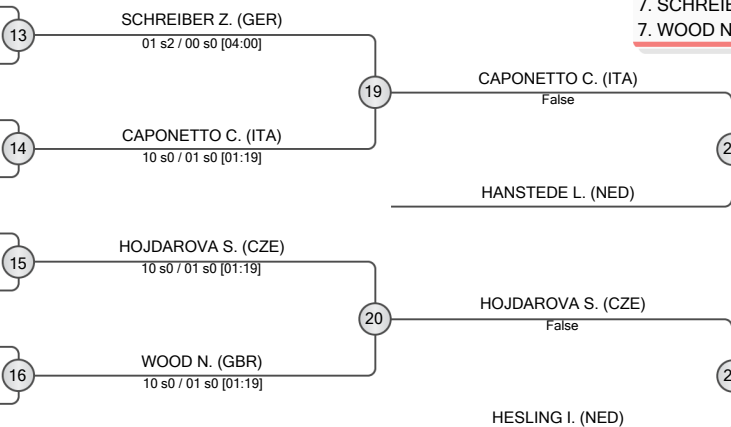 7. SCHREIB
7. WOOD N
13
SCHREIBER Z. (GER)
01 s2 / 00 s0 [04:00]
19
CAPONETTO C. (ITA)
False
14
CAPONETTO C. (ITA)
10 s0 / 01 s0 [01:19]
2
HANSTEDE L. (NED)
15
HOJDAROVA S. (CZE)
10 s0 / 01 s0 [01:19]
20
HOJDAROVA S. (CZE)
False
16
WOOD N. (GBR)
10 s0 / 01 s0 [01:19]
2
HESLING I. (NED)